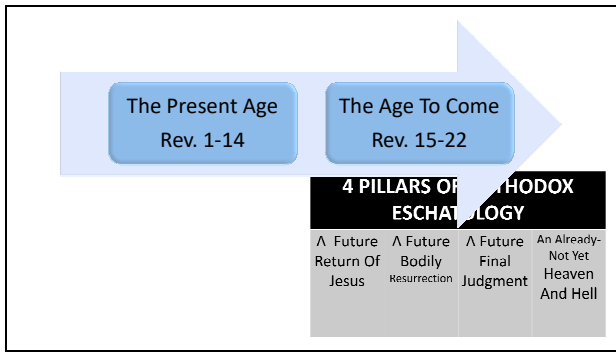 The Present Age
Rev. 1-14
The Age To Come
Rev. 15-22
4 PILLARS OF THODOX
ESCHATOLOGY
Λ Future
Return Of
Jesus
Λ Future
Bodily
Resurrection
Λ Future
Final
Judgment
An Already-
Not Yet
Heaven
And Hell